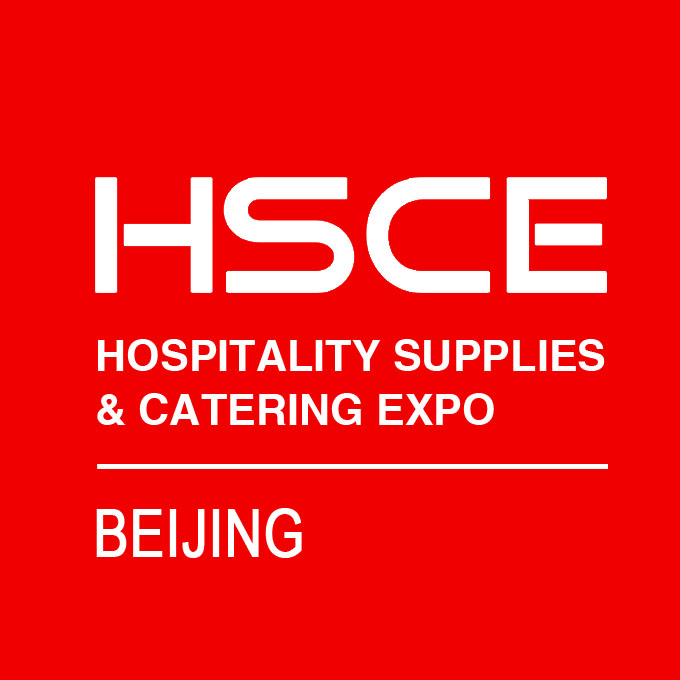 HSCE
HOSPITALITY SUPPLIES
& CATERING EXPO
BEIJING